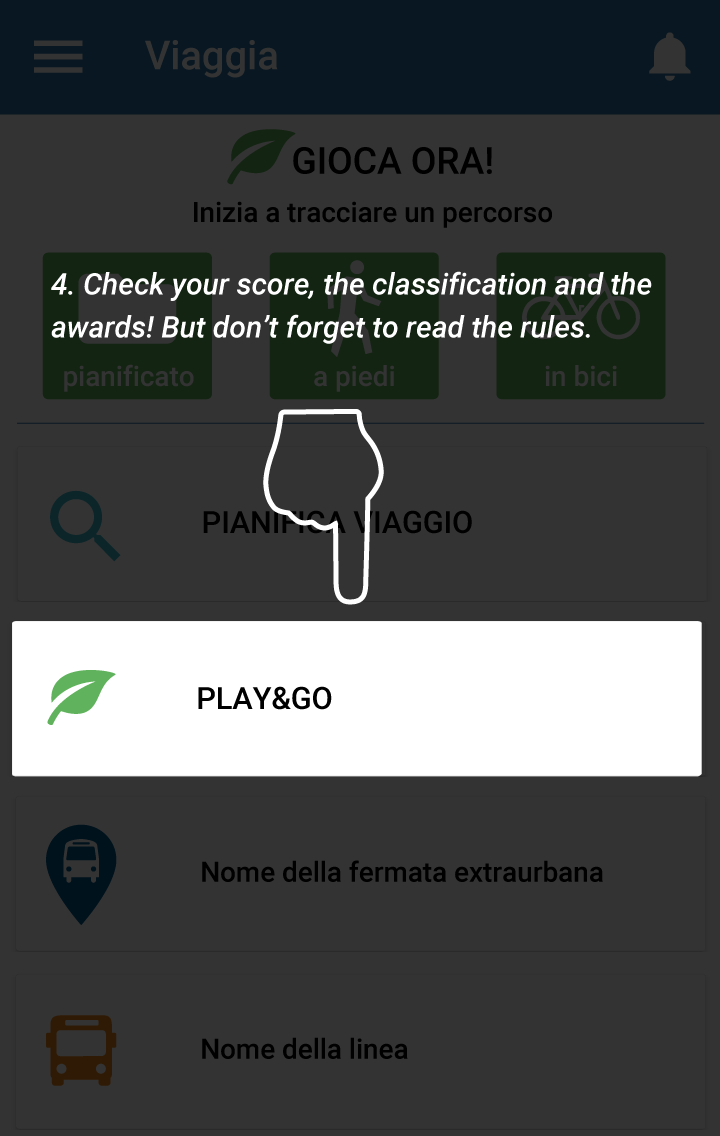 Viaggia
GIOCA ORA!
Inizia a tracciare un percorso
4. Check your score, the classification and the
awards! But don’t forget to read the rules.
pianificato
a piedi
in bici
PIANIFICA VIAGGIO
PLAY&GO
Nome della fermata extraurbana
Nome della linea